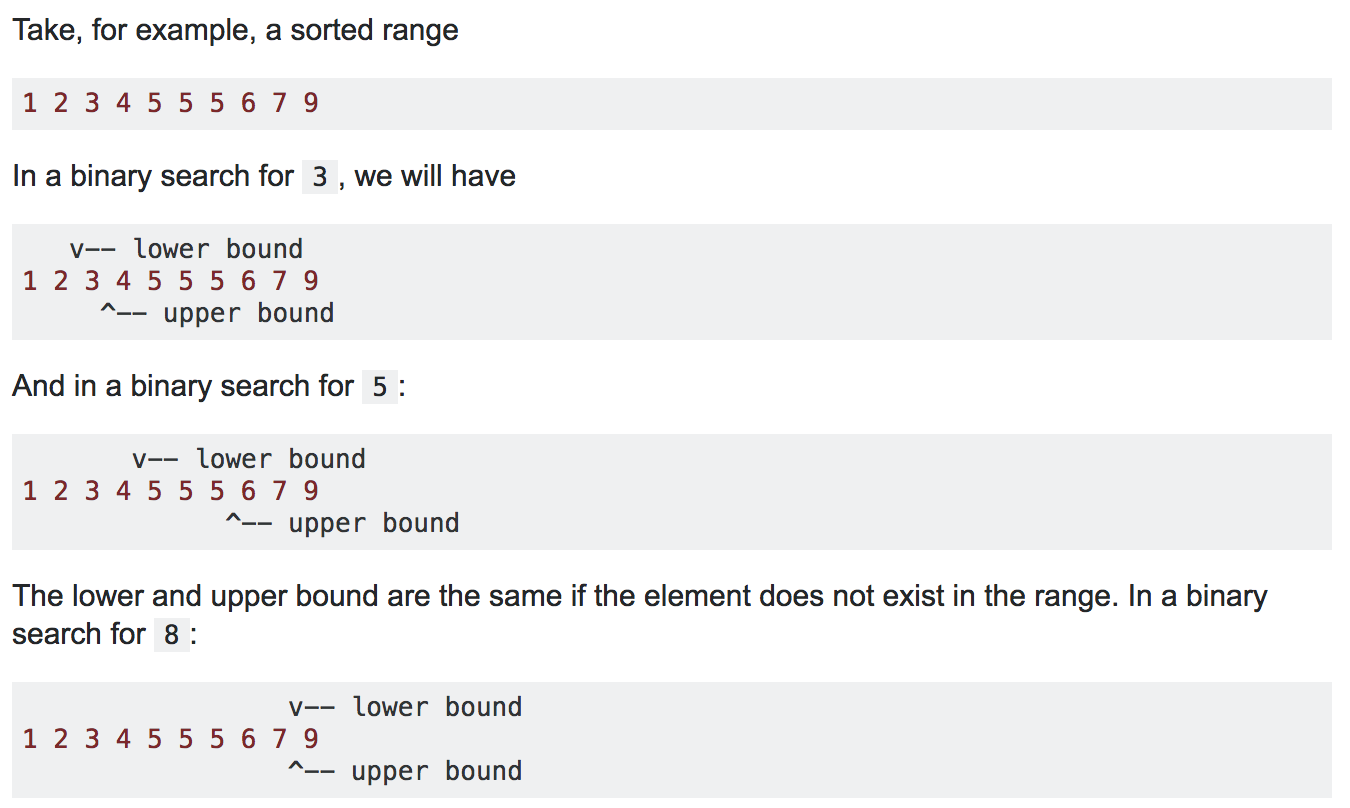 Take, for example, a sorted range
1 2 3 4 5 5 5 6 7 9
In a binary search for 3, we will have
   v-- lower bound
1 2 3 4 5 5 5 6 7 9
     ^-- upper bound
And in a binary search for 5:
       v-- lower bound
1 2 3 4 5 5 5 6 7 9
             ^-- upper bound
The lower and upper bound are the same if the element does not exist in the range. In a binary
search for 8:
                 v-- lower bound
1 2 3 4 5 5 5 6 7 9
                 ^-- upper bound